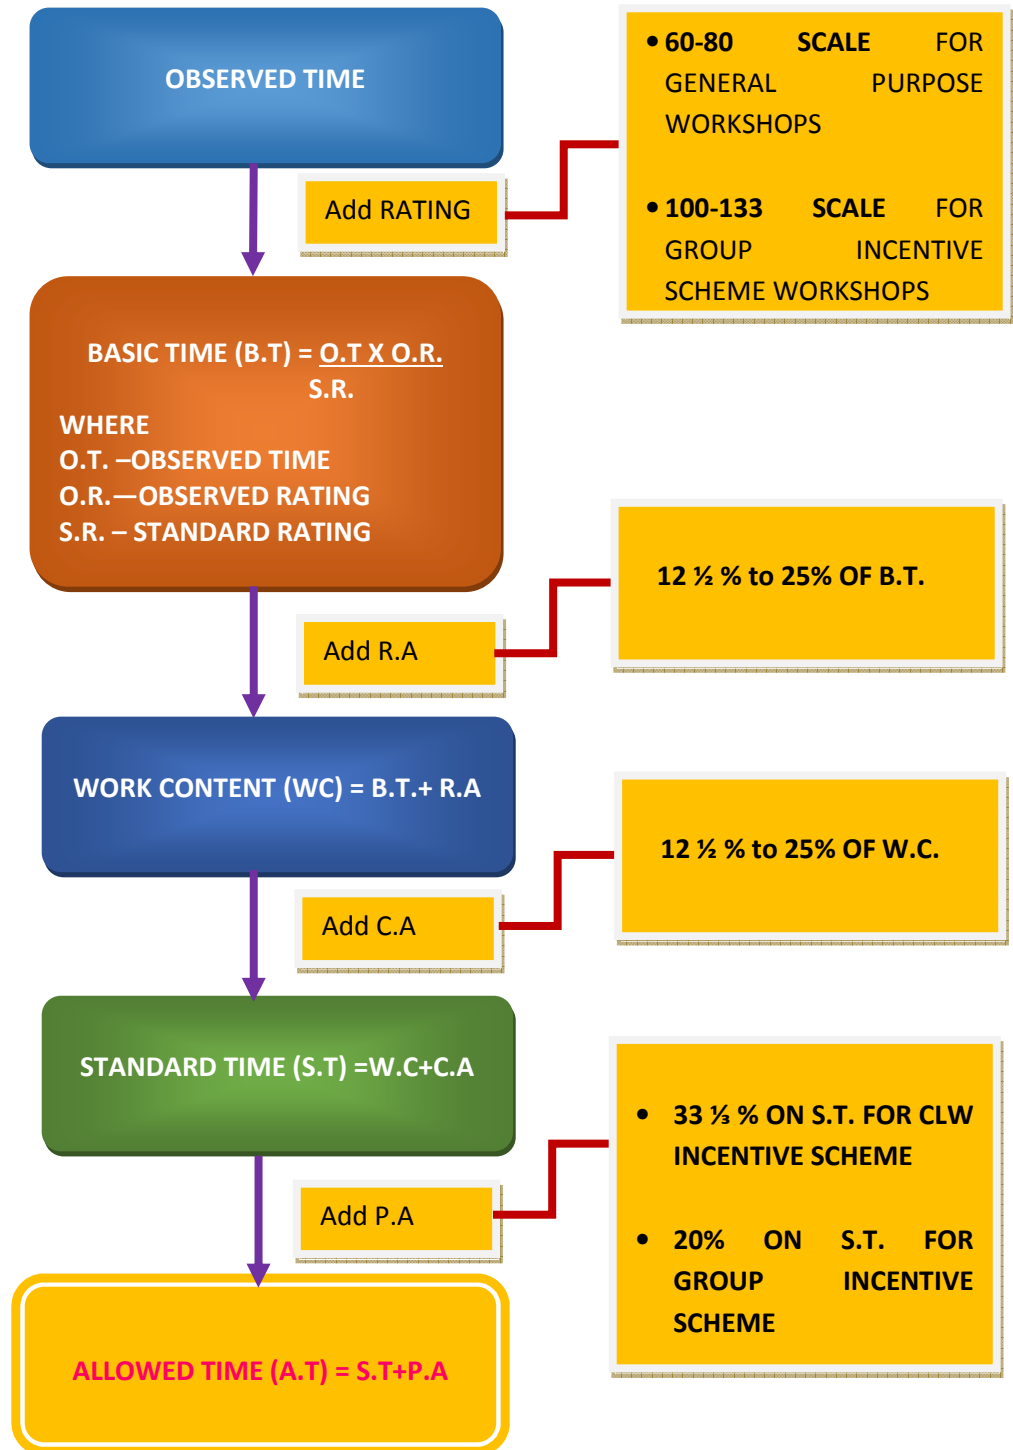 OBSERVED TIME
• 60-80 SCALE FOR
GENERAL PURPOSE
WORKSHOPS
• 100-133 SCALE FOR
GROUP INCENTIVE
SCHEME WORKSHOPS
Add RATING
BASIC TIME (B.T) = O.T X O.R.
S.R.
WHERE
O.T. –OBSERVED TIME
O.R.—OBSERVED RATING
S.R. – STANDARD RATING
12 ½ % to 25% OF B.T.
Add R.A
WORK CONTENT (WC) = B.T.+ R.A
12 ½ % to 25% OF W.C.
Add C.A
STANDARD TIME (S.T) =W.C+C.A
• 33 ⅓ % ON S.T. FOR CLW
INCENTIVE SCHEME
• 20% ON S.T. FOR
GROUP INCENTIVE
SCHEME
Add P.A
ALLOWED TIME (A.T) = S.T+P.A